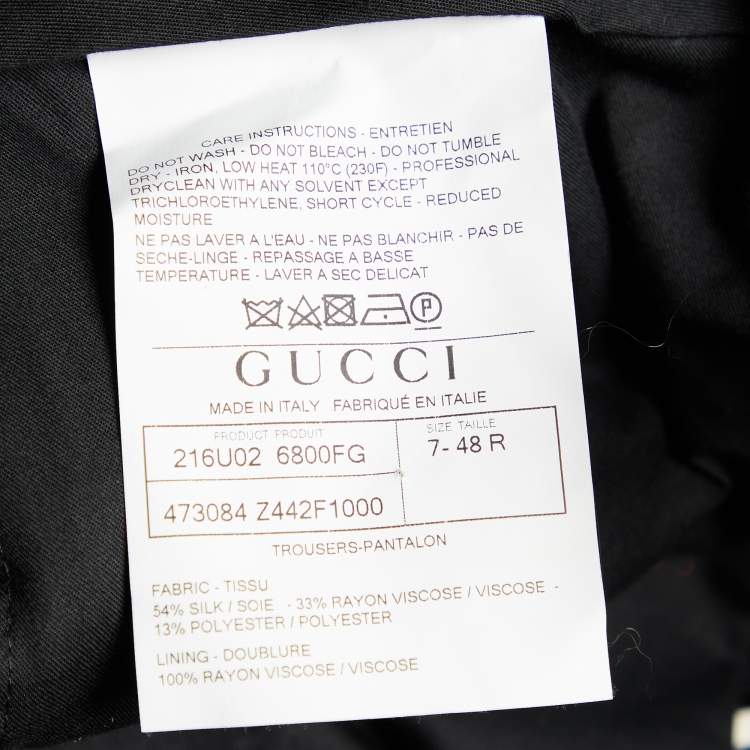 CARE INSTRUCTIONS - ENTRETIEN
DO NOT WASH - DO NOT BLEACH - DO NOT TUMBLE
DRY - IRON, LOW HEAT 110°C (230F) - PROFESSIONAL
DRYCLEAN WITH ANY SOLVENT EXCEPT
TRICHLOROETHYLENE, SHORT CYCLE - REDUCED
MOISTURE
NE PAS LAVER A L'EAU - NE PAS BLANCHIR - PAS DE
SECHE-LINGE - REPASSAGE A BASSE
TEMPERATURE - LAVER A SEC DELICAT
P
GUCCI
MADE IN ITALY FABRIQUÉ EN ITALIE
PRODUCT PRODUIT
216U02 6800FG
473084 Z442F1000
SIZE TAILLE
7- 48 R
TROUSERS-PANTALON
FABRIC - TISSU
54% SILK / SOIE - 33% RAYON VISCOSE / VISCOSE -
13% POLYESTER / POLYESTER
LINING - DOUBLURE
100% RAYON VISCOSE / VISCOSE